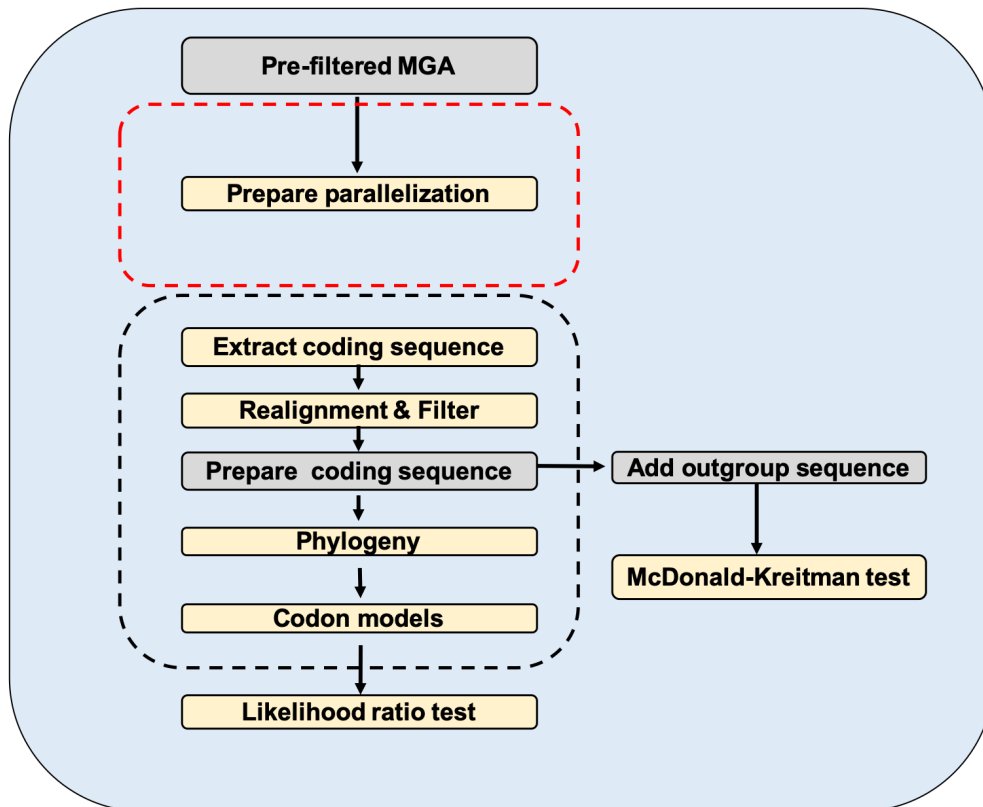 Pre-filtered MGA
Prepare parallelization
Extract coding sequence
Realignment & Filter
Prepare coding sequence
Add outgroup sequence
Phylogeny
McDonald-Kreitman test
Codon models
Likelihood ratio test